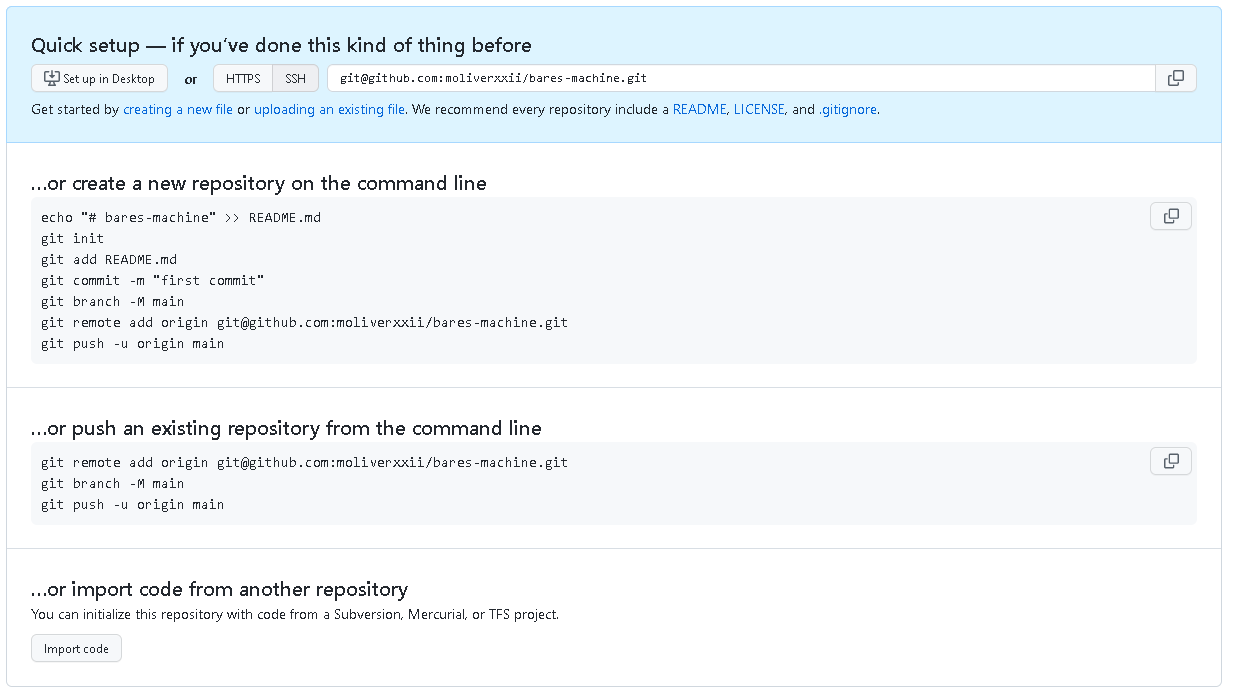 Quick setup — if you've done this kind of thing before
Set up in Desktop or HTTPS SSH git@github.com:moliverxxii/bares-machine.git
Get started by creating a new file or uploading an existing file. We recommend every repository include a README, LICENSE, and .gitignore.
…or create a new repository on the command line
echo "# bares-machine" >> README.md
git init
git add README.md
git commit -m "first commit"
git branch -M main
git remote add origin git@github.com:moliverxxii/bares-machine.git
git push -u origin main
…or push an existing repository from the command line
git remote add origin git@github.com:moliverxxii/bares-machine.git
git branch -M main
git push -u origin main
…or import code from another repository
You can initialize this repository with code from a Subversion, Mercurial, or TFS project.
Import code